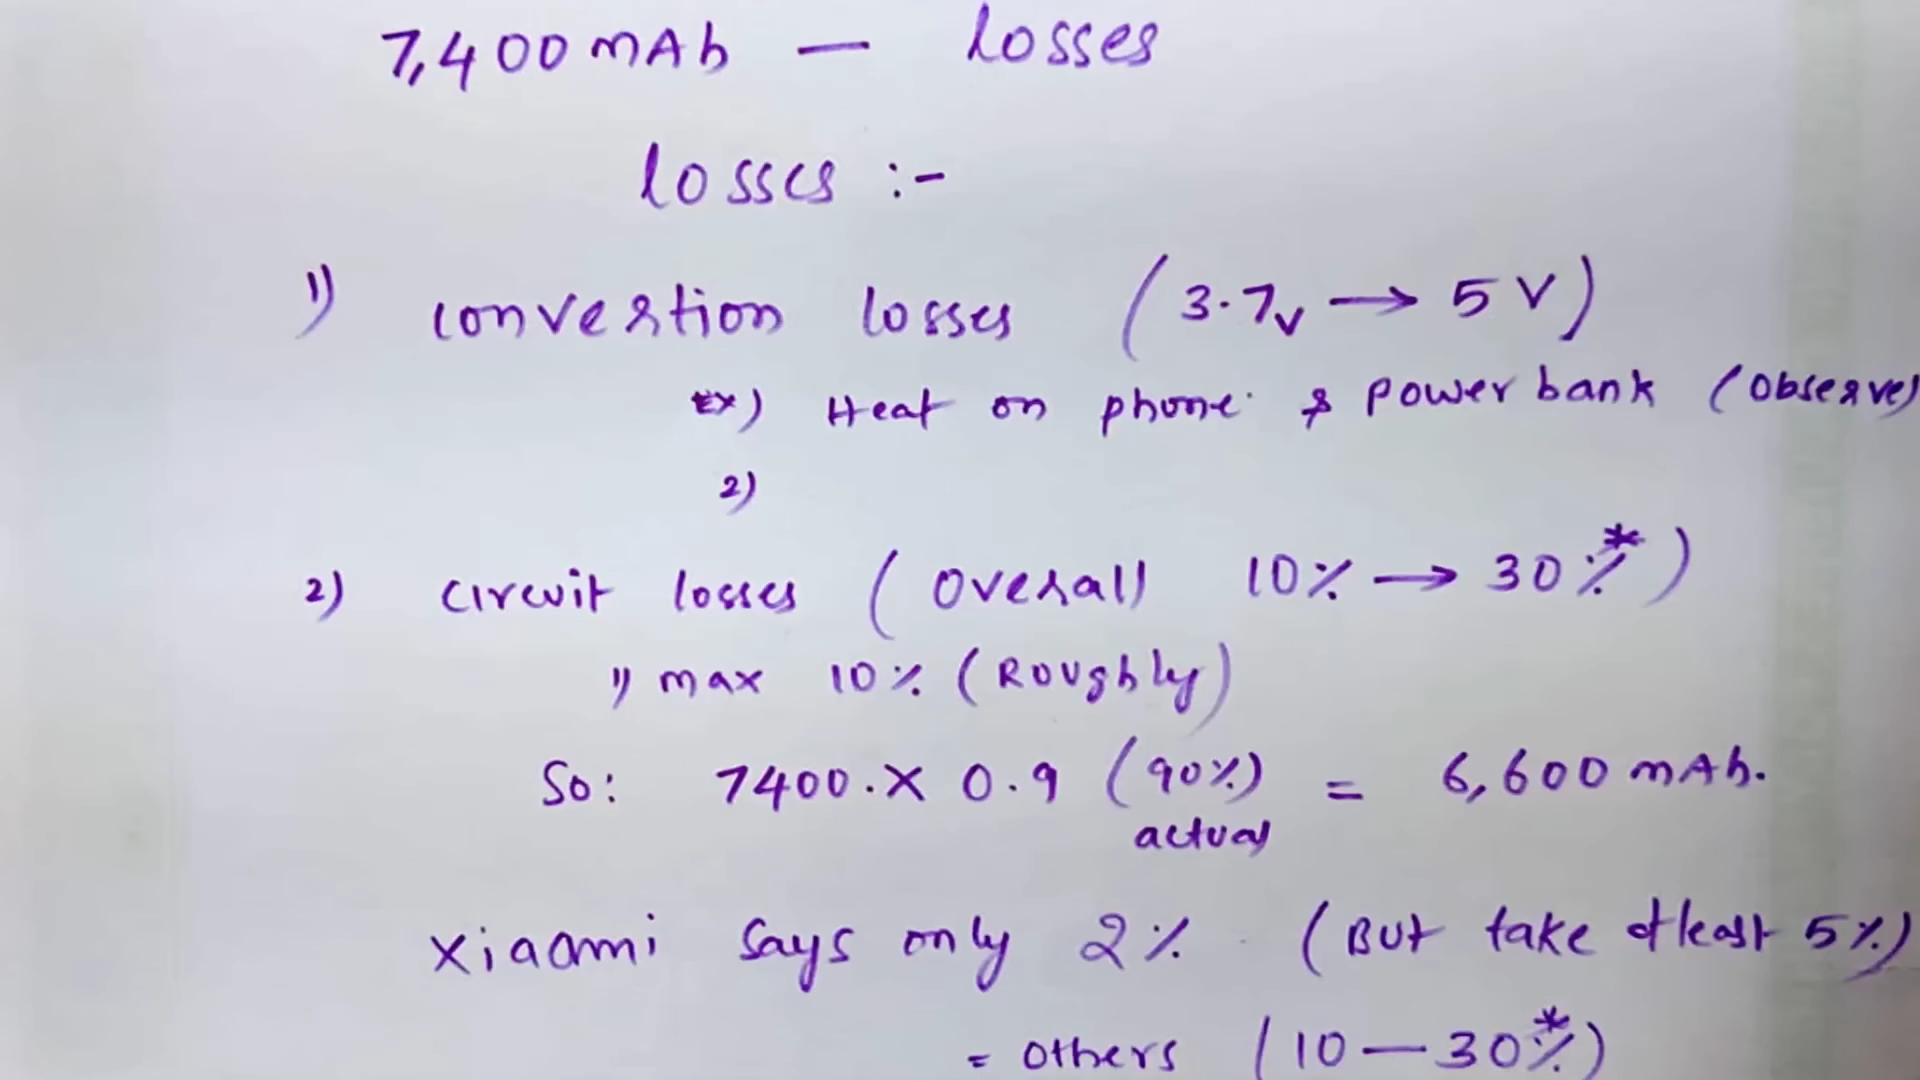 7,400 mAh — losses
losses :-
1) convertion losses (3.7v → 5V)
Ex) Heat on phone & power bank (observe)
2)
2) circuit losses (Overall 10% → 30%*)
1) max 10% (Roughly)
So: 7400 x 0.9 (90%) = 6,600 mAh.
actual
Xiaomi says only 2% (But take atleast 5%)
= others (10 — 30%*)